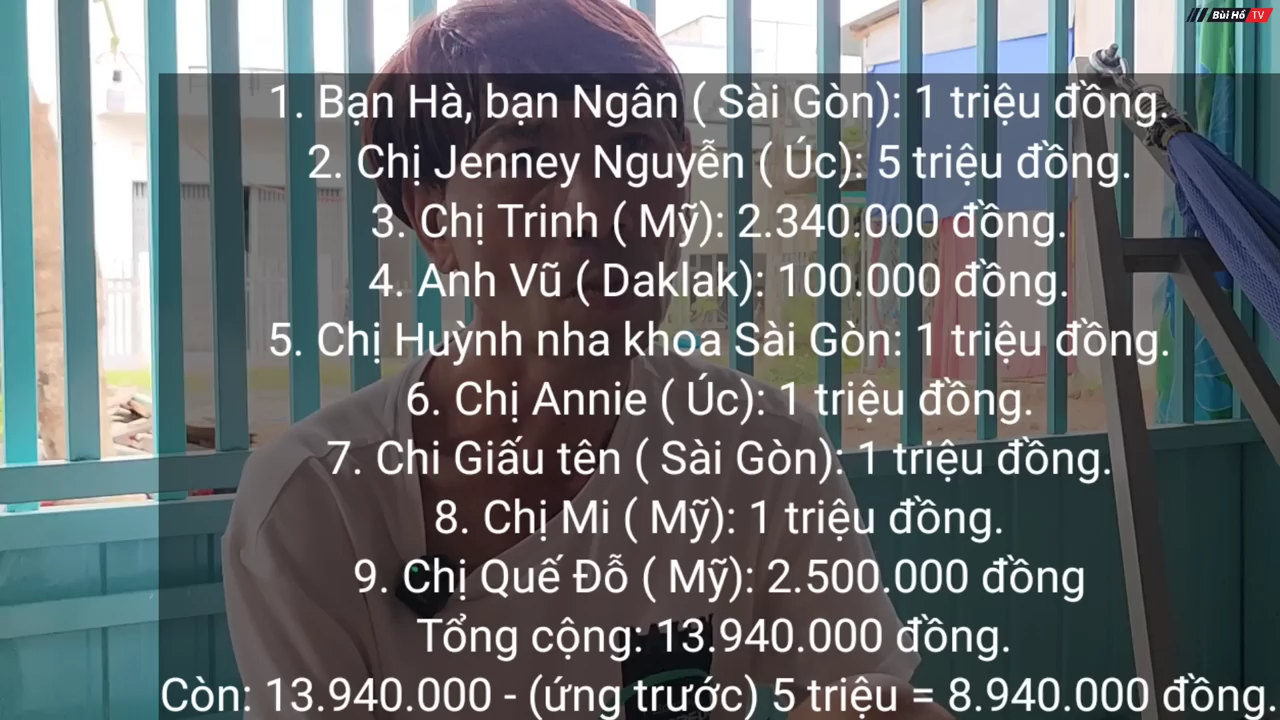 Bùi Hồ TV
1. Bạn Hà, bạn Ngân ( Sài Gòn): 1 triệu đồng.
2. Chị Jenney Nguyễn ( Úc): 5 triệu đồng.
3. Chị Trinh ( Mỹ): 2.340.000 đồng.
4. Anh Vũ ( Daklak): 100.000 đồng.
5. Chị Huỳnh nha khoa Sài Gòn: 1 triệu đồng.
6. Chị Annie ( Úc): 1 triệu đồng.
7. Chi Giấu tên ( Sài Gòn): 1 triệu đồng.
8. Chị Mi ( Mỹ): 1 triệu đồng.
9. Chị Quế Đỗ ( Mỹ): 2.500.000 đồng
Tổng cộng: 13.940.000 đồng.
Còn: 13.940.000 - (ứng trước) 5 triệu = 8.940.000 đồng.